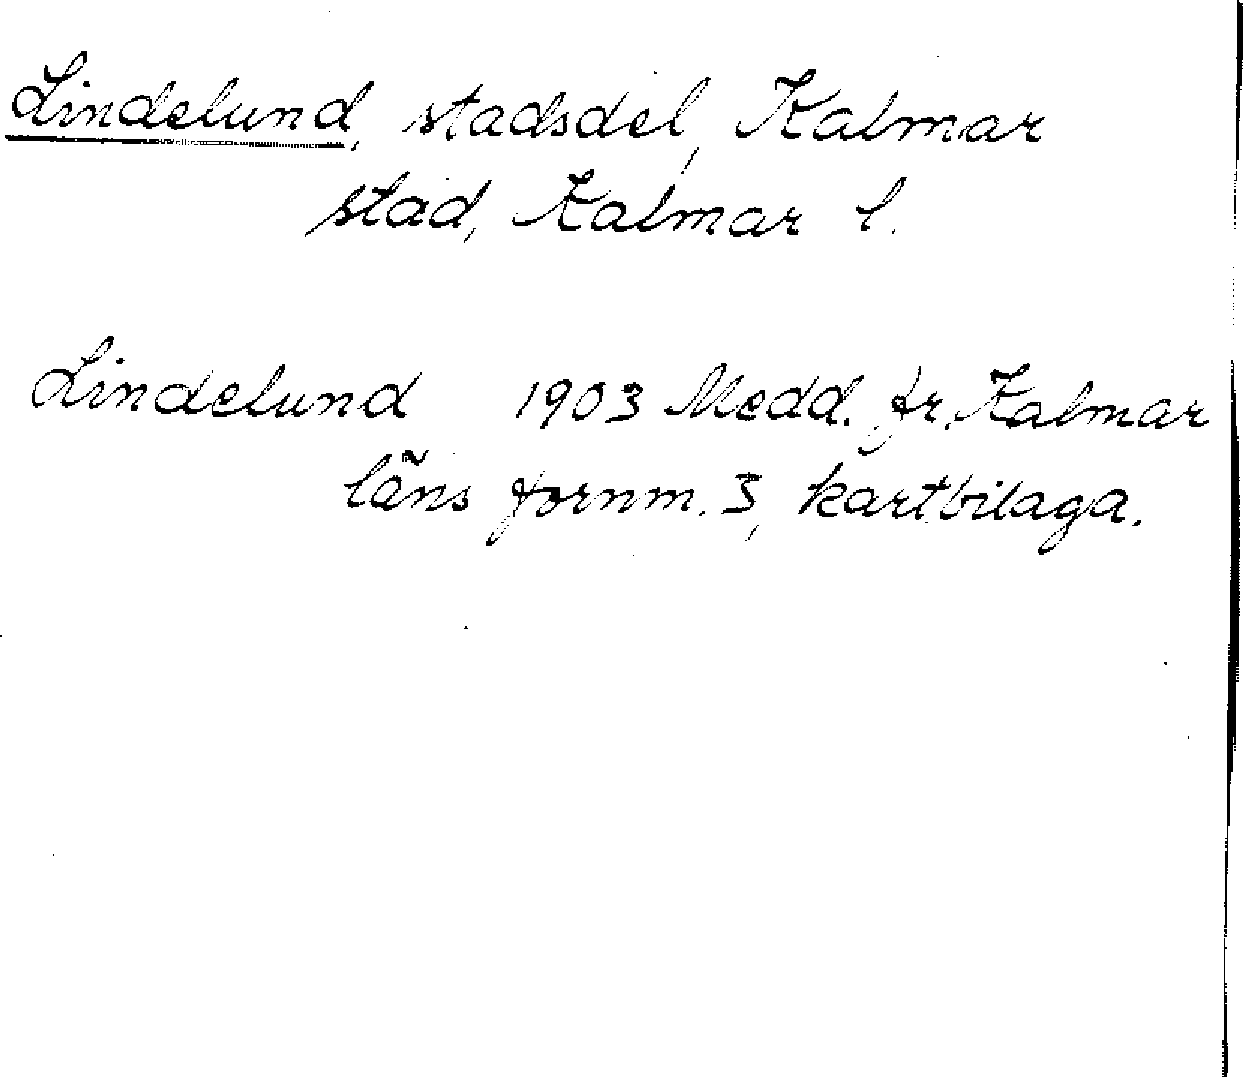 Lindelund, stadsdel, Kalmar
stad, Kalmar l.
Lindelund 1903 Medd. fr. Kalmar
läns fornm. 3, kartbilaga.